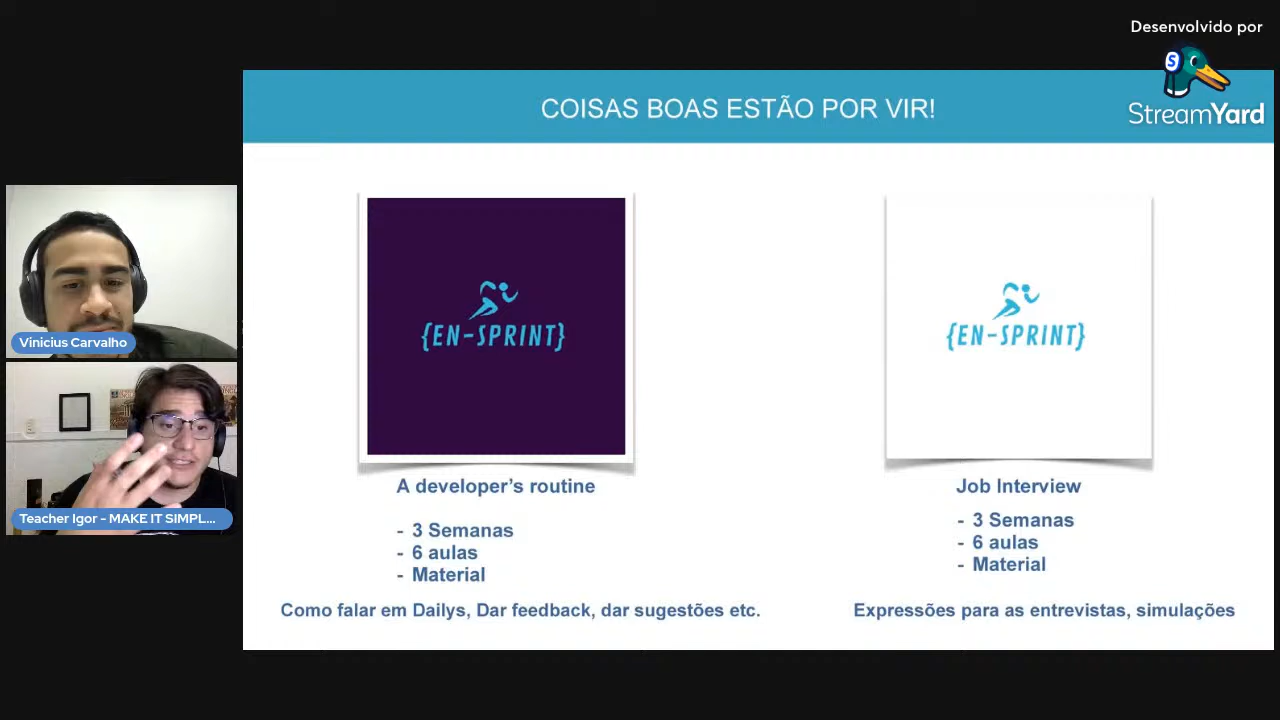 Desenvolvido por
S
StreamYard
COISAS BOAS ESTÃO POR VIR!
Vinicius Carvalho
Teacher Igor - MAKE IT SIMPL...
{EN-SPRINT}
A developer’s routine
- 3 Semanas
- 6 aulas
- Material
Como falar em Dailys, Dar feedback, dar sugestões etc.
{EN-SPRINT}
Job Interview
- 3 Semanas
- 6 aulas
- Material
Expressões para as entrevistas, simulações